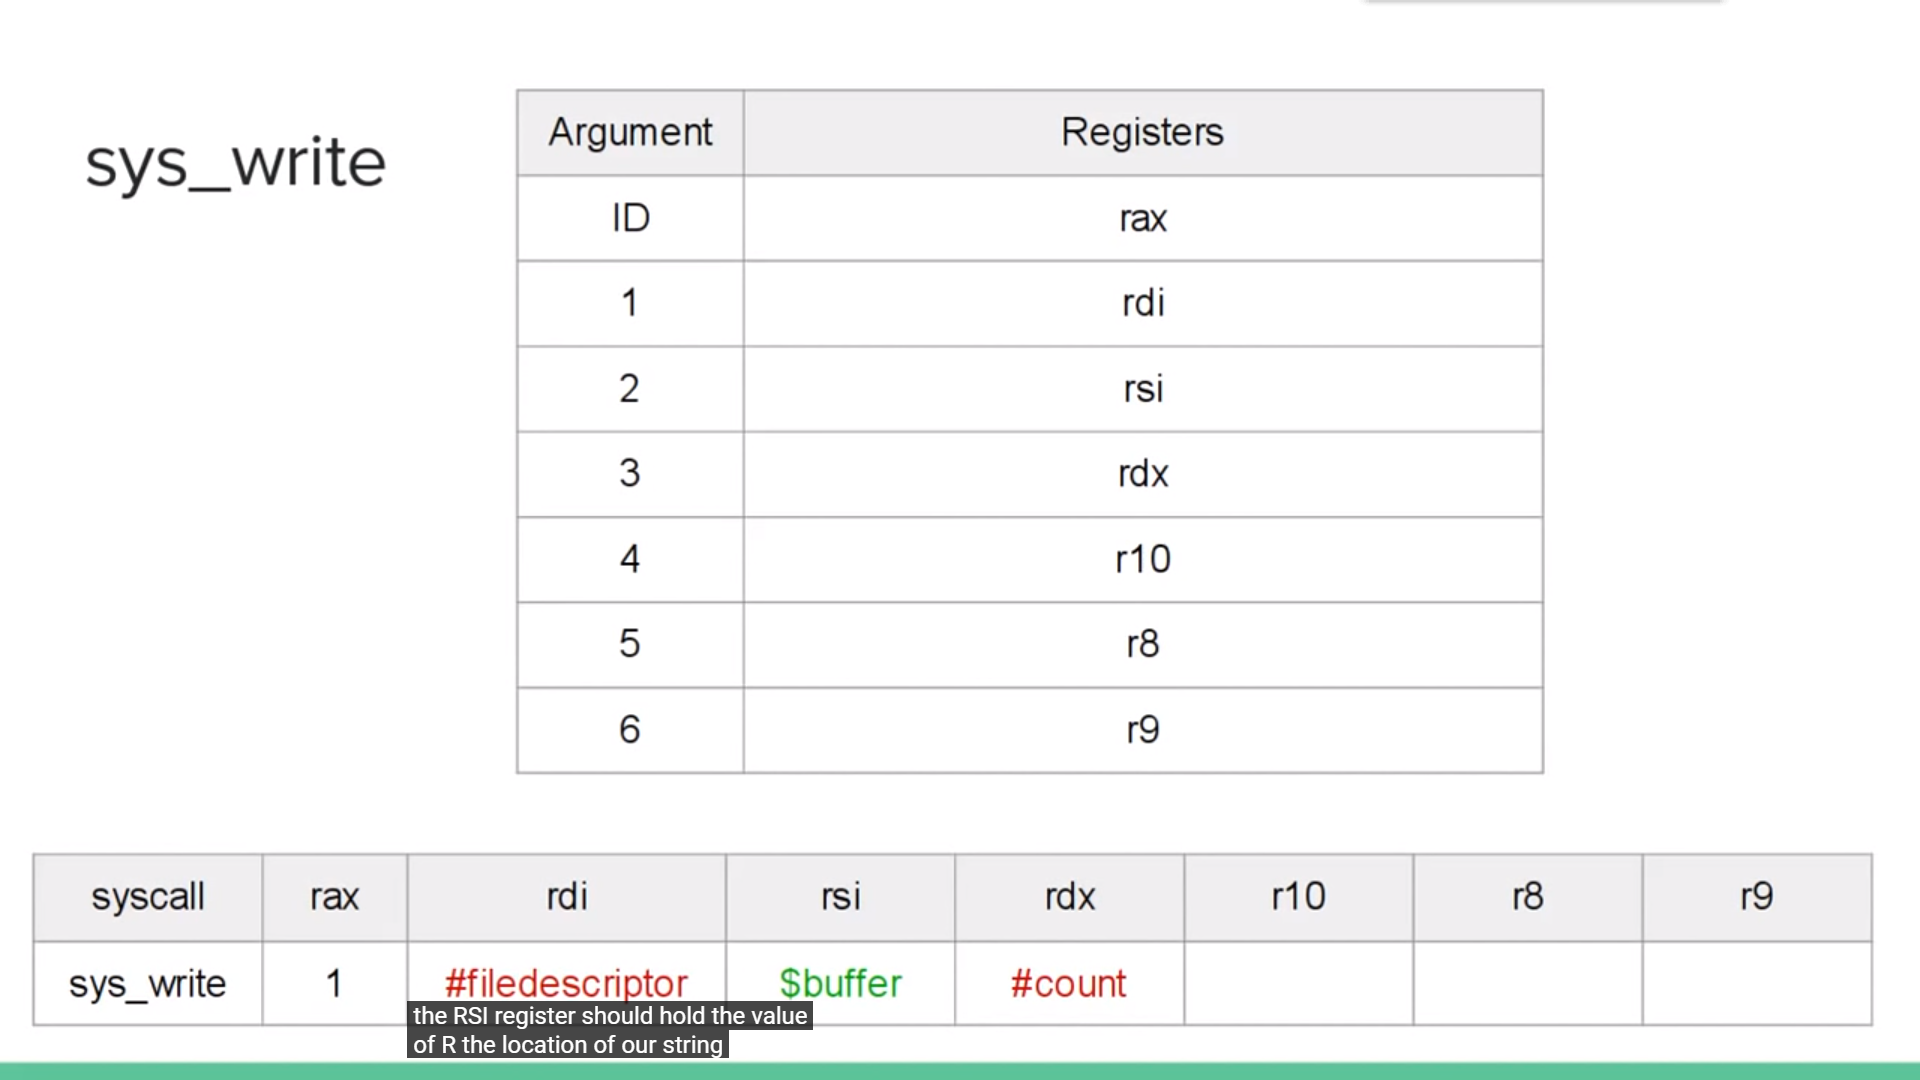 sys_write
Argument Registers
ID rax
1 rdi
2 rsi
3 rdx
4 r10
5 r8
6 r9
syscall rax rdi rsi rdx r10 r8 r9
sys_write 1 #filedescriptor $buffer #count
the RSI register should hold the value
of R the location of our string